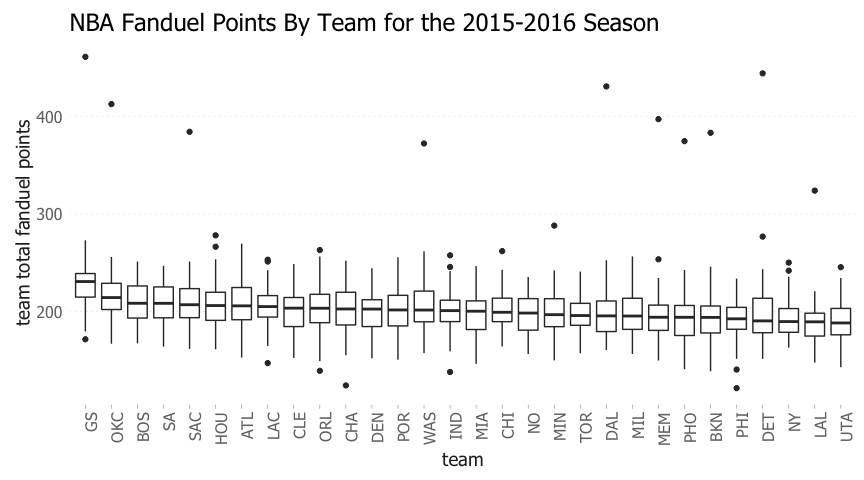 NBA Fanduel Points By Team for the 2015-2016 Season
team total fanduel points
400
300
200
GS OKC BOS SA SAC HOU ATL LAC CLE ORL CHA DEN POR WAS IND MIA CHI NO MIN TOR DAL MIL MEM PHO BKN PHI DET NY LAL UTA
team